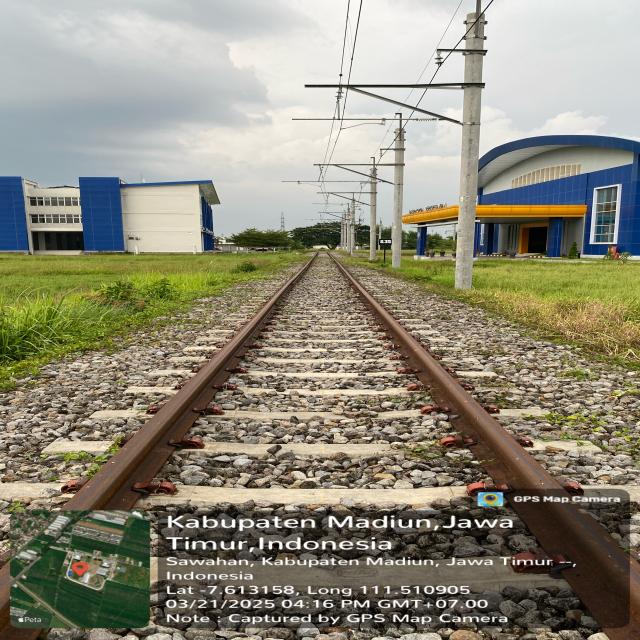 GPS Map Camera
Kabupaten Madiun,Jawa
Timur,Indonesia
Sawahan, Kabupaten Madiun, Jawa Timur
Indonesia
Lat -7,613158, Long 111.510905
03/21/2025 04:16 PM GMT+07.00
Note : Captured by GPS Map Camera
Peta